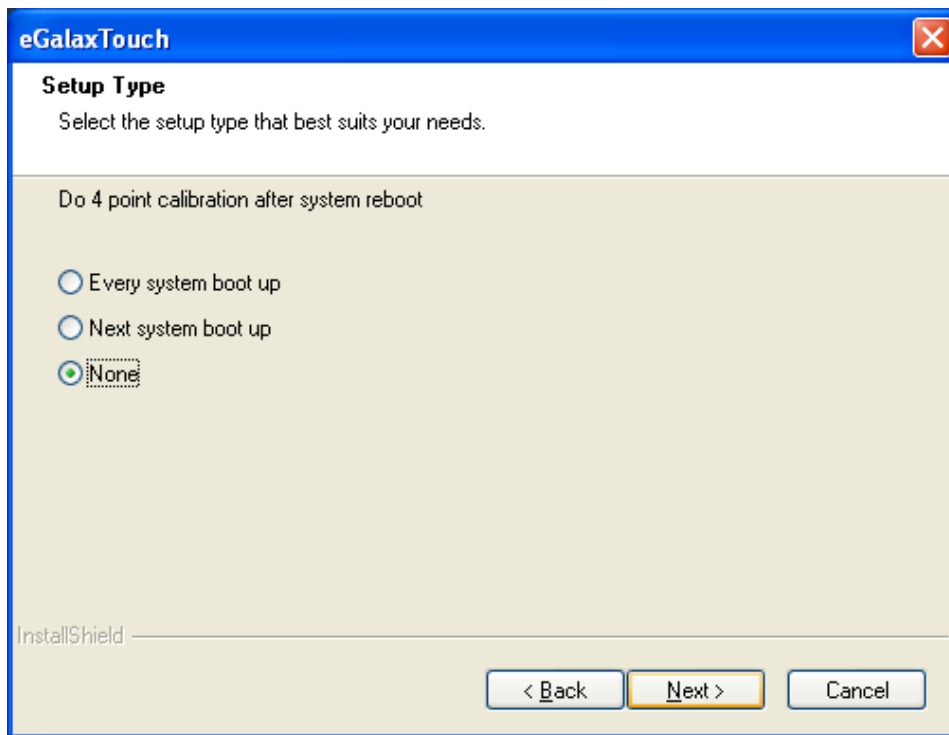 eGalaxTouch
Setup Type
Select the setup type that best suits your needs.
Do 4 point calibration after system reboot
Every system boot up
Next system boot up
None
InstallShield
< Back Next > Cancel